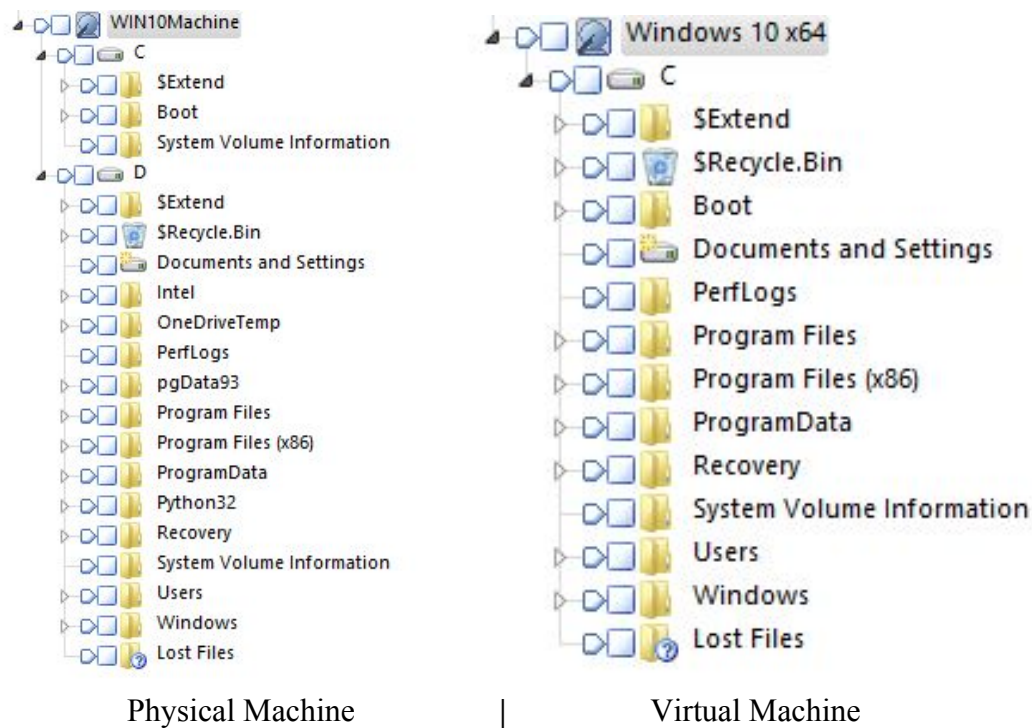 WIN10Machine
C
$Extend
Boot
System Volume Information
D
$Extend
$Recycle.Bin
Documents and Settings
Intel
OneDriveTemp
PerfLogs
pgData93
Program Files
Program Files (x86)
ProgramData
Python32
Recovery
System Volume Information
Users
Windows
Lost Files
Windows 10 x64
C
$Extend
$Recycle.Bin
Boot
Documents and Settings
PerfLogs
Program Files
Program Files (x86)
ProgramData
Recovery
System Volume Information
Users
Windows
Lost Files
Physical Machine | Virtual Machine